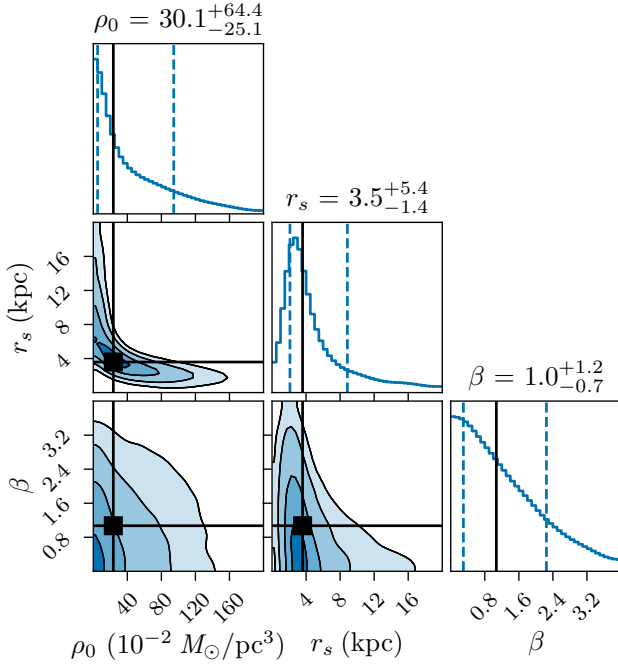 ρ₀ = 30.1⁺⁶⁴·⁴₋₂₅.₁
rₛ = 3.5⁺⁵·⁴₋₁.₄
β = 1.0⁺¹·²₋₀.₇
rₛ (kpc)
16
12
8
4
β
3.2
2.4
1.6
0.8
40 80 120 160
4 8 12 16
0.8 1.6 2.4 3.2
ρ₀ (10⁻² M⊙/pc³) rₛ (kpc) β